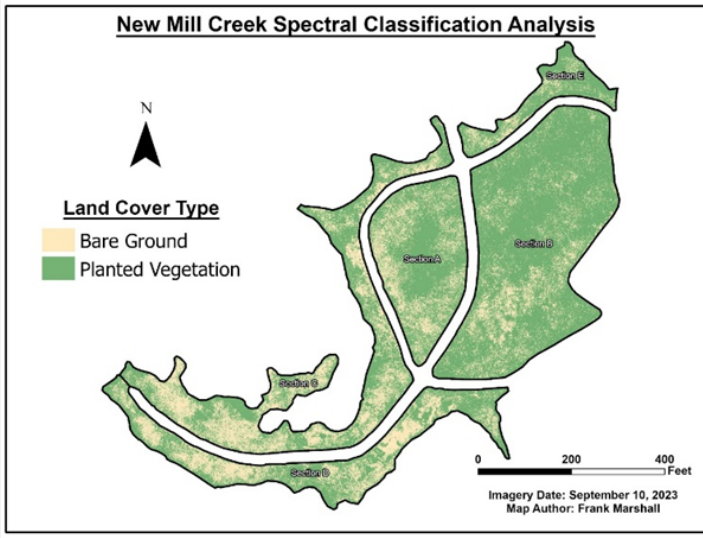 New Mill Creek Spectral Classification Analysis
Section E
N
Land Cover Type
Bare Ground
Planted Vegetation
Section B
Section A
Section C
Section D
0 200 400
Feet
Imagery Date: September 10, 2023
Map Author: Frank Marshall